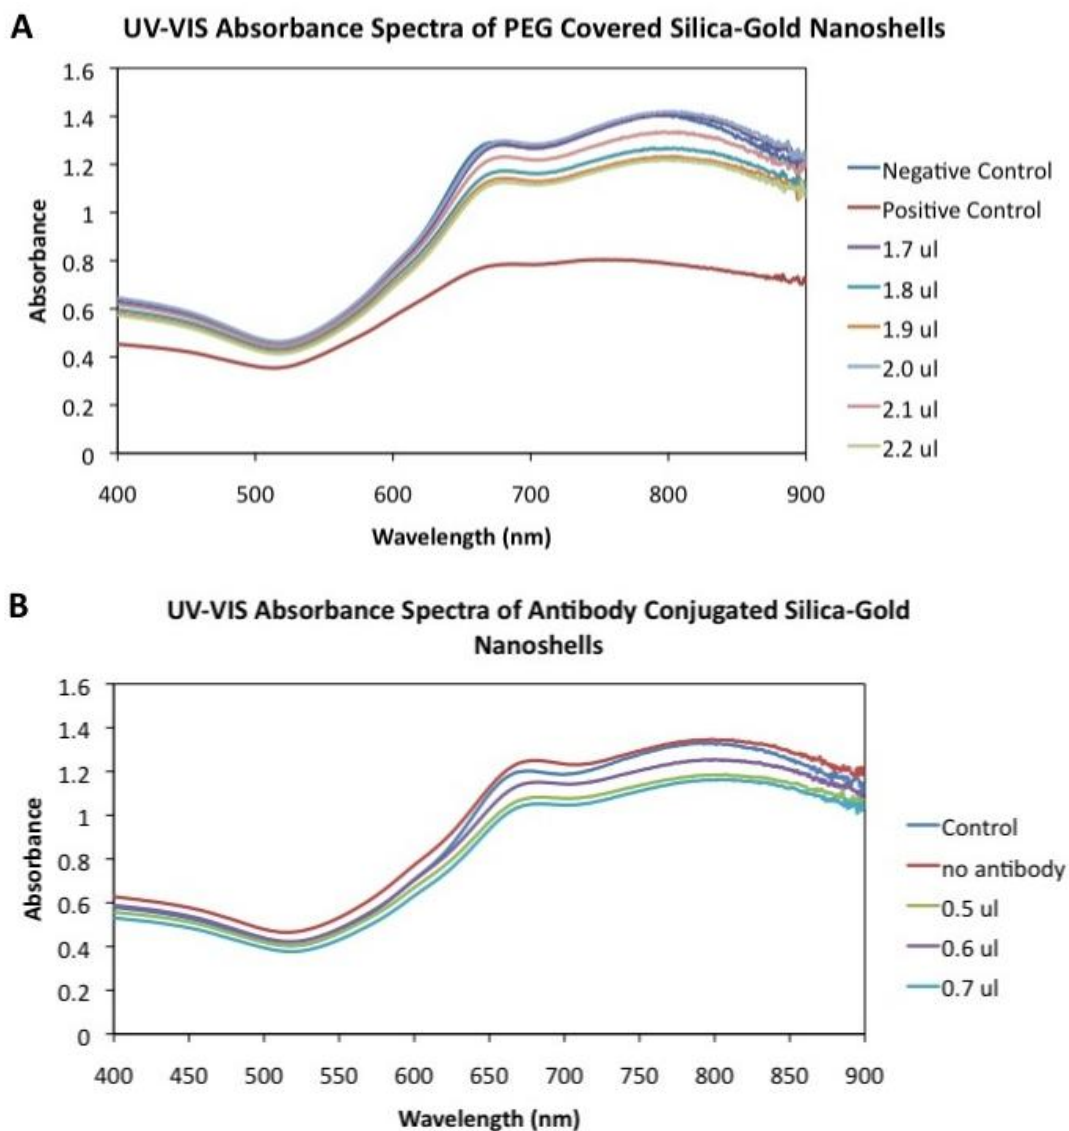 A
UV-VIS Absorbance Spectra of PEG Covered Silica-Gold Nanoshells
1.6
1.4
1.2
1
0.8
0.6
0.4
0.2
0
Absorbance
400 500 600 700 800 900
Wavelength (nm)
Negative Control
Positive Control
1.7 ul
1.8 ul
1.9 ul
2.0 ul
2.1 ul
2.2 ul
B
UV-VIS Absorbance Spectra of Antibody Conjugated Silica-Gold
Nanoshells
1.6
1.4
1.2
1
0.8
0.6
0.4
0.2
0
Absorbance
400 450 500 550 600 650 700 750 800 850 900
Wavelength (nm)
Control
no antibody
0.5 ul
0.6 ul
0.7 ul